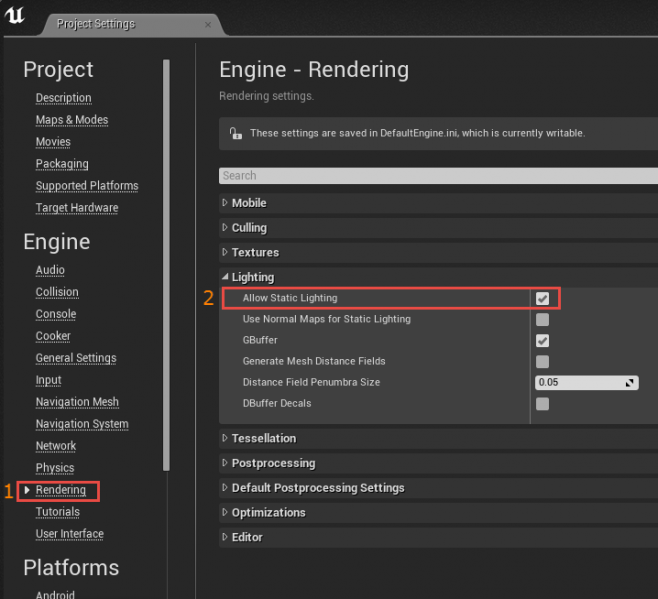 Project Settings
Project
Description
Maps & Modes
Movies
Packaging
Supported Platforms
Target Hardware
Engine
Audio
Collision
Console
Cooker
General Settings
Input
Navigation Mesh
Navigation System
Network
Physics
1 Rendering
Tutorials
User Interface
Platforms
Android
Engine - Rendering
Rendering settings.
These settings are saved in DefaultEngine.ini, which is currently writable.
Search
Mobile
Culling
Textures
Lighting
2 Allow Static Lighting
Use Normal Maps for Static Lighting
GBuffer
Generate Mesh Distance Fields
Distance Field Penumbra Size 0.05
DBuffer Decals
Tessellation
Postprocessing
Default Postprocessing Settings
Optimizations
Editor